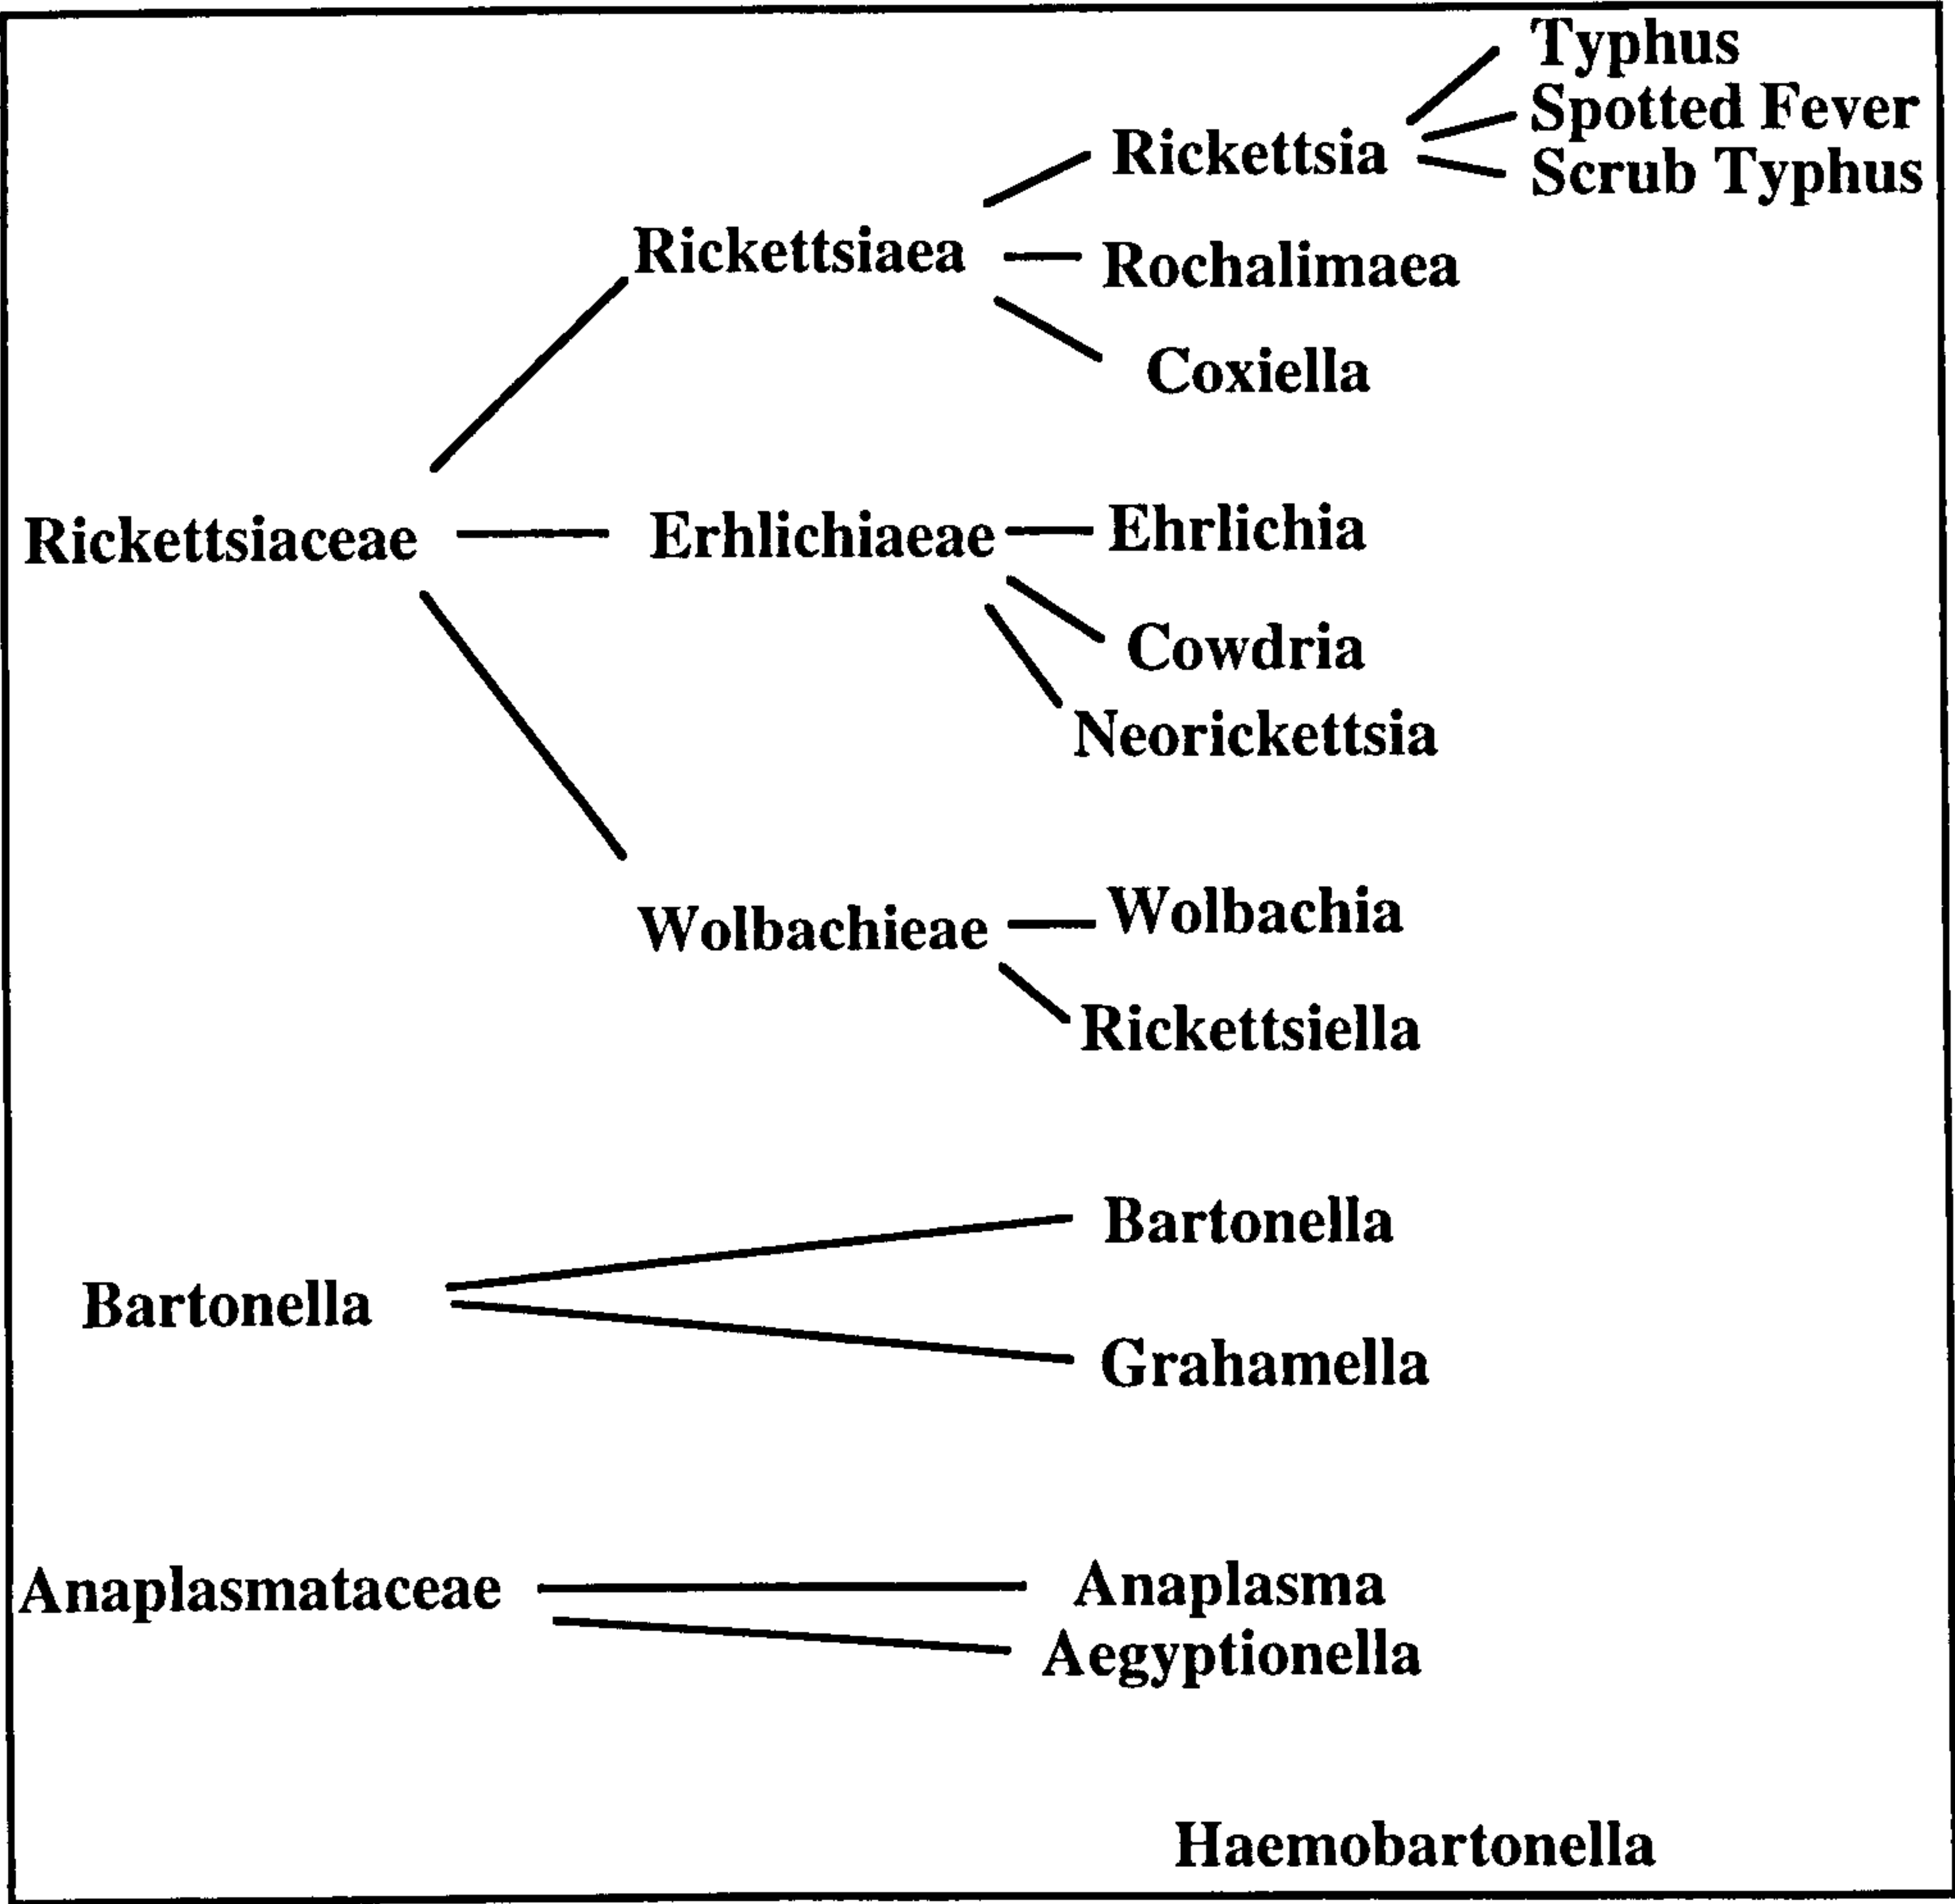 Typhus
Spotted Fever
Rickettsia
Scrub Typhus
Rickettsiaea
Rochalimaea
Coxiella
Rickettsiaceae
Erhlichiaeae
Ehrlichia
Cowdria
Neorickettsia
Wolbachieae
Wolbachia
Rickettsiella
Bartonella
Bartonella
Grahamella
Anaplasmataceae
Anaplasma
Aegyptionella
Haemobartonella